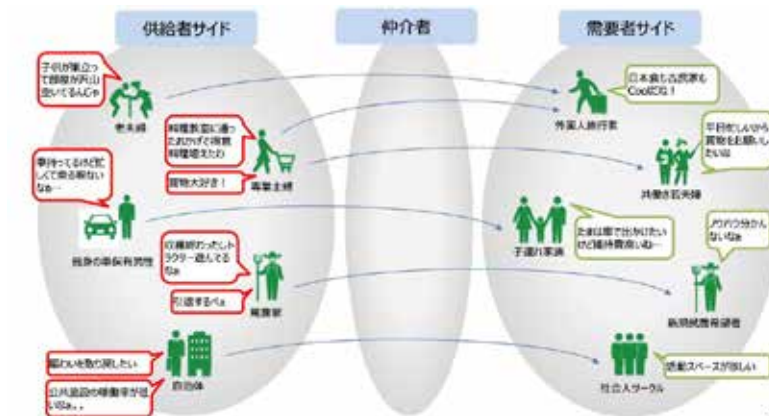 供給者サイド
仲介者
需要者サイド
子供が巣立って
部屋が沢山
空いてるんじゃ
老夫婦
日本食も古民家も
Coolだな！
外国人旅行者
料理教室に通っ
たおかげで得意
料理増えたわ
買物大好き！
専業主婦
平日忙しいから
買物をお願いし
たいな
共働き若夫婦
車持ってるけど忙
しくて乗る暇ない
なぁ…
独身の車保有男性
たまは車で出かけたい
けど維持費高いね…
子連れ家族
収穫終わったしト
ラクター遊んでる
なぁ
引退するべぇ
篤農家
ノウハウ分かん
ないなぁ
新規就農希望者
賑わいを取り戻したい
公共施設の稼働率が低
いなぁ。。
自治体
活動スペースが欲しい
社会人サークル